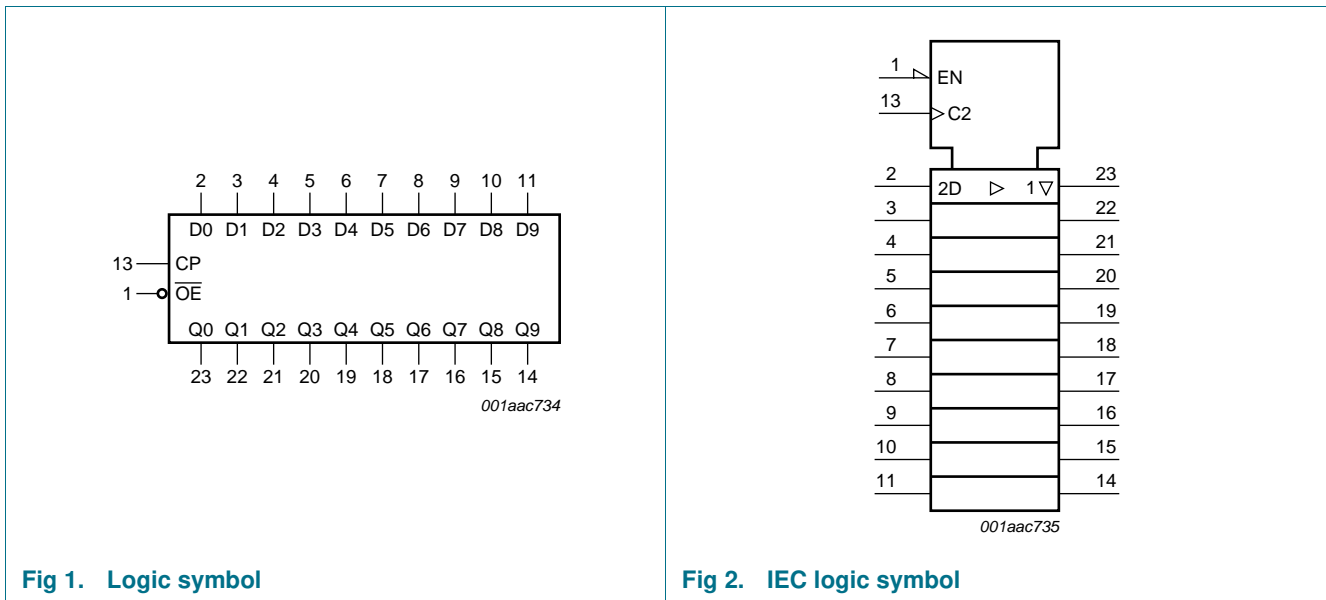 2 3 4 5 6 7 8 9 10 11
D0 D1 D2 D3 D4 D5 D6 D7 D8 D9
13 CP
1 OE
Q0 Q1 Q2 Q3 Q4 Q5 Q6 Q7 Q8 Q9
23 22 21 20 19 18 17 16 15 14
001aac734
Fig 1. Logic symbol
1 EN
13 C2
2 2D 1 23
3 22
4 21
5 20
6 19
7 18
8 17
9 16
10 15
11 14
001aac735
Fig 2. IEC logic symbol